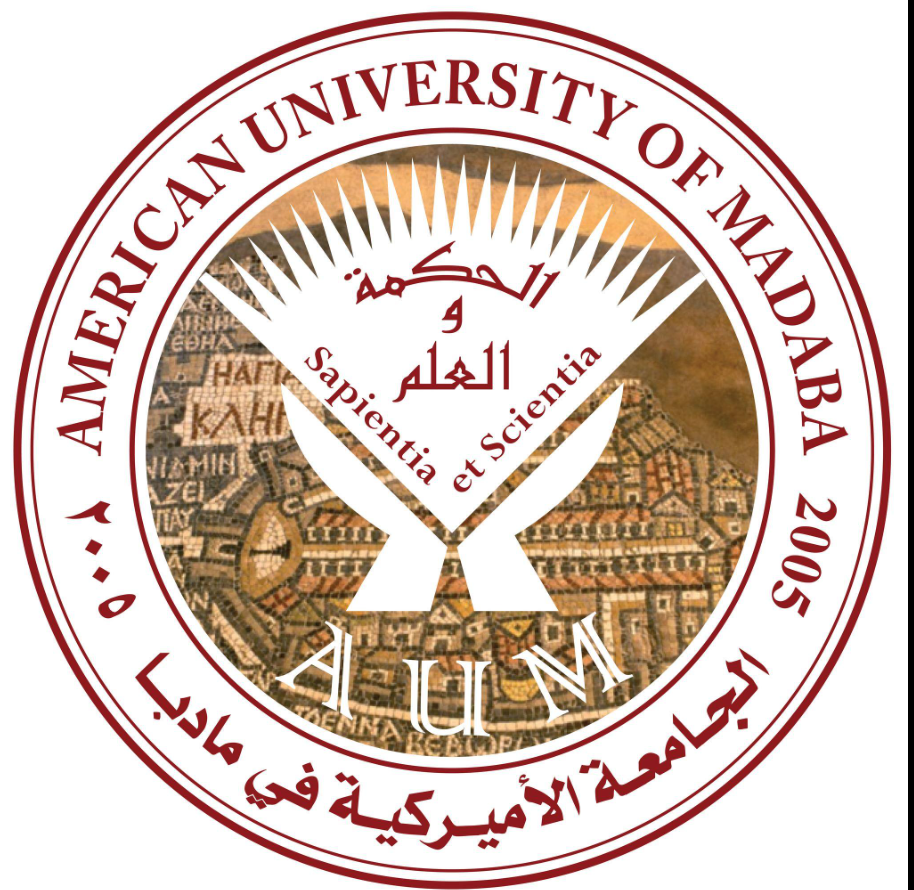 AMERICAN UNIVERSITY OF MADABA 2005
الحكمة
و
العلم
Sapientia et Scientia
AUM
الجامعة الأميركية في مادبا ٢٠٠٥